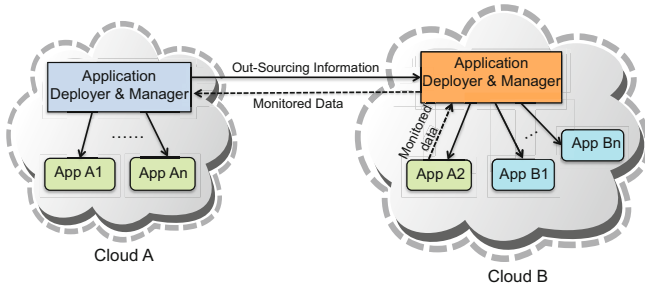 Application
Deployer & Manager
Out-Sourcing Information
Monitored Data
Application
Deployer & Manager
Monitored
data
......
...
App A1
App An
App A2
App B1
App Bn
Cloud A
Cloud B